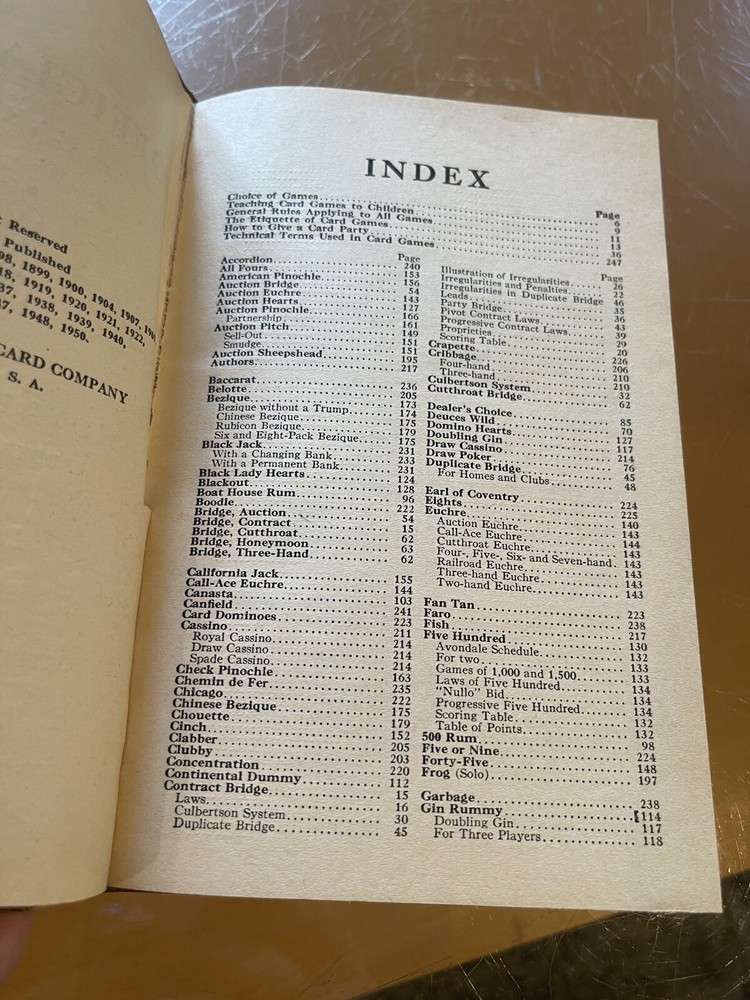 Reserved
Published
98, 1899, 1900, 1904, 1907,
18, 1919, 1920, 1921, 1922,
37, 1938, 1939, 1940,
1948, 1950.
CARD COMPANY
S. A.
INDEX
Page
Choice of Games 6
Teaching Card Games to Children 9
General Rules Applying to All Games 11
The Etiquette of Card Games 13
How to Give a Card Party 36
Technical Terms Used in Card Games 247
Page
Accordion 240
All Fours 153
American Pinochle 156
Auction Bridge 54
Auction Euchre 143
Auction Hearts 127
Auction Pinochle 166
Partnership 161
Auction Pitch 149
Sell-Out 151
Smudge 151
Auction Sheepshead 195
Authors 217
Baccarat 236
Belotte 205
Bezique 173
Bezique without a Trump 174
Chinese Bezique 175
Rubicon Bezique 179
Six and Eight-Pack Bezique 175
Black Jack 231
With a Changing Bank 233
With a Permanent Bank 231
Black Lady Hearts 124
Blackout 128
Boat House Rum 96
Boodle 222
Bridge, Auction 54
Bridge, Contract 15
Bridge, Cutthroat 62
Bridge, Honeymoon 63
Bridge, Three-Hand 62
California Jack 155
Call-Ace Euchre 144
Canasta 103
Canfield 241
Card Dominoes 223
Cassino 211
Royal Cassino 214
Draw Cassino 214
Spade Cassino 214
Check Pinochle 163
Chemin de Fer 235
Chicago 222
Chinese Bezique 175
Chouette 179
Cinch 152
Clabber 205
Clubby 203
Concentration 220
Continental Dummy 112
Contract Bridge 15
Laws 16
Culbertson System 30
Duplicate Bridge 45
Page
Illustration of Irregularities 26
Irregularities and Penalties 22
Irregularities in Duplicate Bridge 46
Leads 35
Party Bridge 36
Pivot Contract Laws 43
Progressive Contract Laws 39
Proprieties 29
Scoring Table 20
Crapette 226
Cribbage 206
Four-hand 210
Three-hand 210
Culbertson System 32
Cutthroat Bridge 62
Dealer's Choice 85
Deuces Wild 70
Domino Hearts 127
Doubling Gin 117
Draw Cassino 214
Draw Poker 76
Duplicate Bridge 45
For Homes and Clubs 48
Earl of Coventry 224
Eights 225
Euchre 140
Auction Euchre 143
Call-Ace Euchre 144
Cutthroat Euchre 143
Four-, Five-, Six- and Seven-hand 143
Railroad Euchre 143
Three-hand Euchre 143
Two-hand Euchre 143
Fan Tan 223
Faro 238
Fish 217
Five Hundred 130
Avondale Schedule 132
For two 133
Games of 1,000 and 1,500 133
Laws of Five Hundred 134
"Nullo" Bid 134
Progressive Five Hundred 134
Scoring Table 132
Table of Points 132
500 Rum 98
Five or Nine 224
Forty-Five 148
Frog (Solo) 197
Garbage 238
Gin Rummy 114
Doubling Gin 117
For Three Players 118